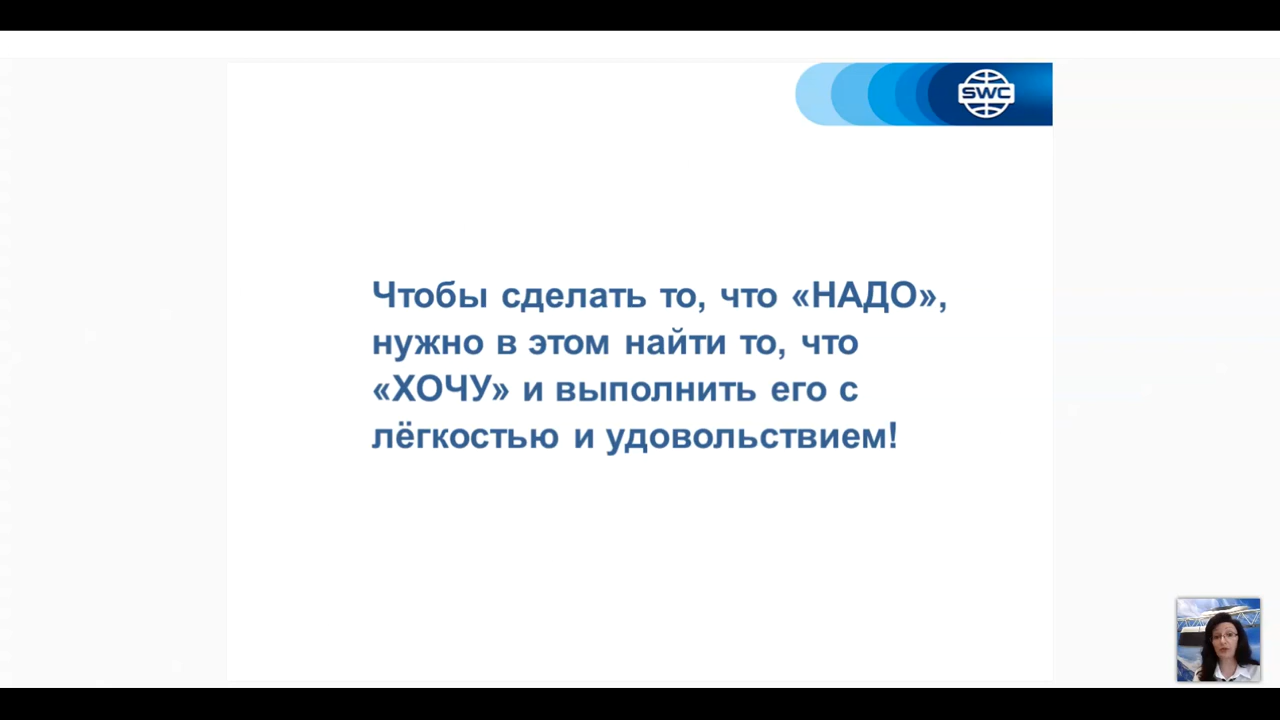 SWC
Чтобы сделать то, что «НАДО»,
нужно в этом найти то, что
«ХОЧУ» и выполнить его с
лёгкостью и удовольствием!